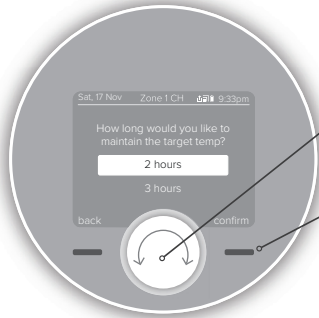 Sat, 17 Nov Zone 1 CH 9:33pm
How long would you like to
maintain the target temp?
2 hours
3 hours
back confirm